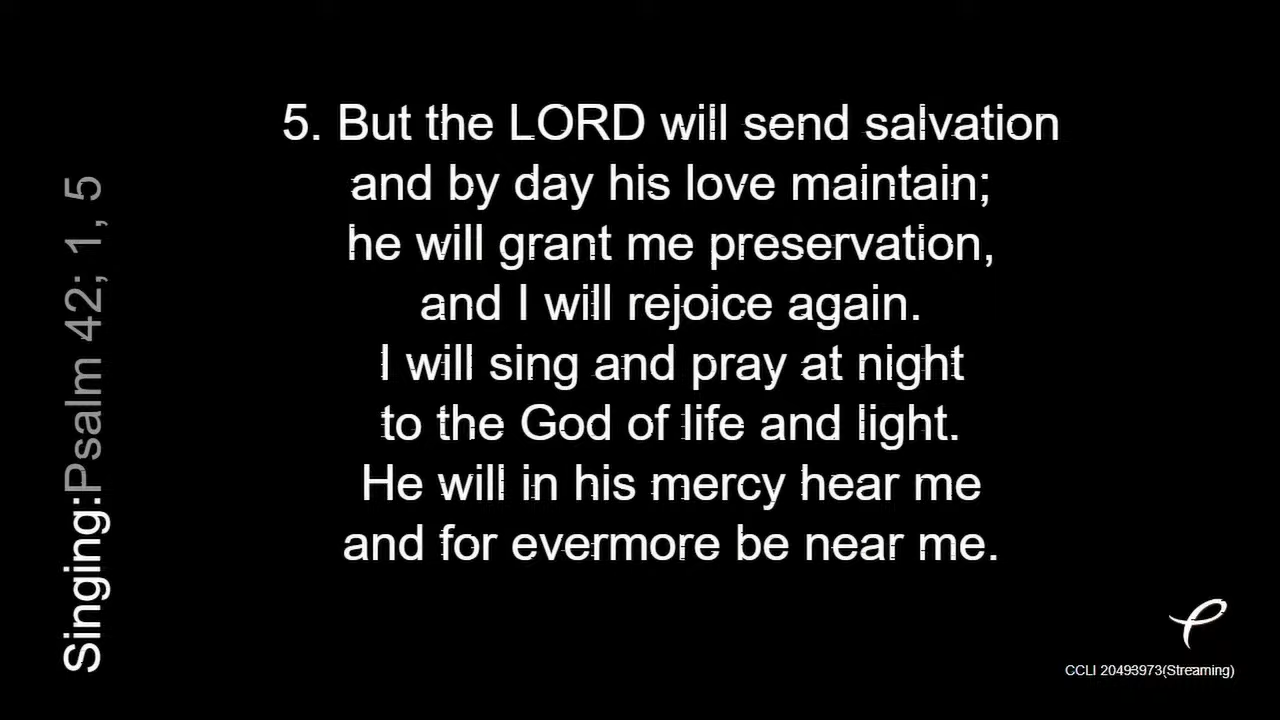 Singing:Psalm 42; 1, 5
5. But the LORD will send salvation
and by day his love maintain;
he will grant me preservation,
and I will rejoice again.
I will sing and pray at night
to the God of life and light.
He will in his mercy hear me
and for evermore be near me.
CCLI 20493973(Streaming)